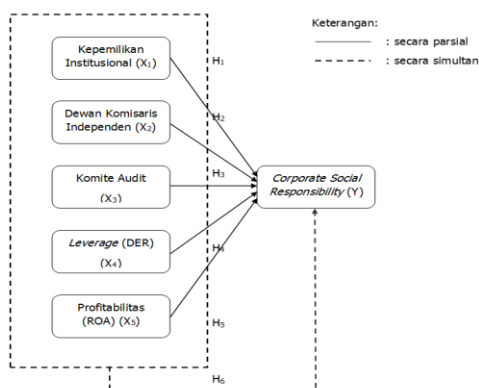 Keterangan:
: secara parsial
: secara simultan
Kepemilikan
Institusional (X₁)
H₁
Dewan Komisaris
Independen (X₂)
H₂
Komite Audit
(X₃)
H₃
Corporate Social
Responsibility (Y)
Leverage (DER)
(X₄)
H₄
Profitabilitas
(ROA) (X₅)
H₅
H₆